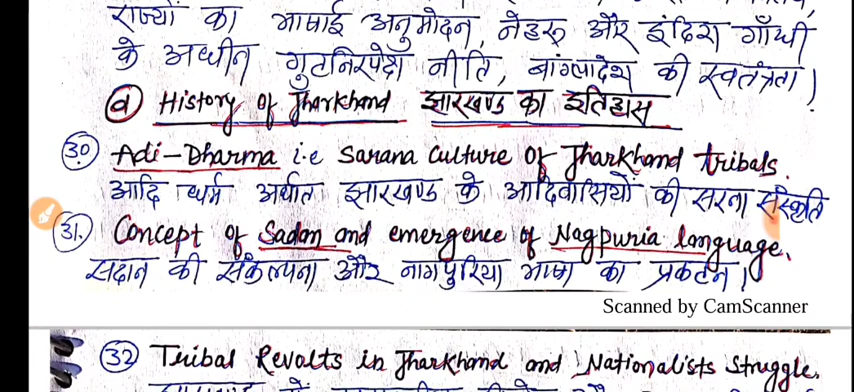 राज्यों का भाषाई अनुमोदन, नेहरू और इंदिरा गाँधी
के अधीन गुटनिरपेक्ष नीति, बांग्लादेश की स्वतंत्रता।
(d) History of Jharkhand झारखण्ड का इतिहास
30. Adi-Dharma i.e Sarana Culture of Jharkhand tribals.
आदि धर्म अर्थात झारखण्ड के आदिवासियों की सरना संस्कृति
31. Concept of Sadan and emergence of Nagpuria language.
सदान की संकल्पना और नागपुरिया भाषा का प्रकटन।
Scanned by CamScanner
32 Tribal Revolts in Jharkhand and Nationalists Struggle.